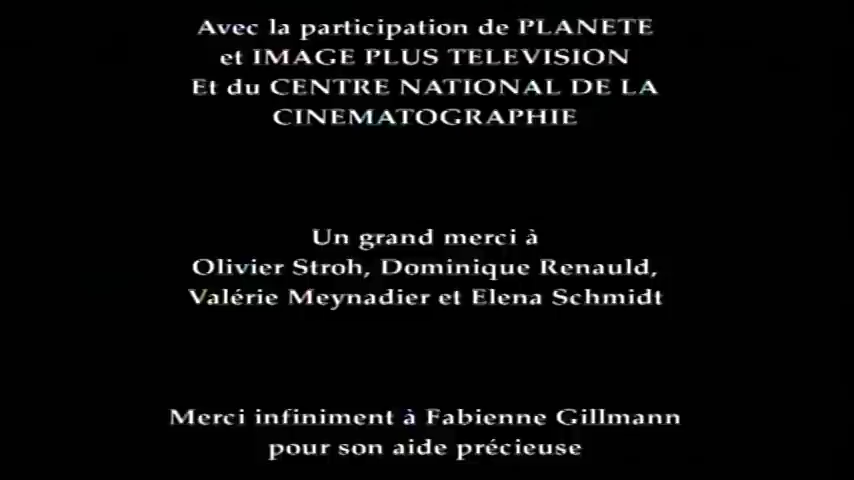 Avec la participation de PLANETE
et IMAGE PLUS TELEVISION
Et du CENTRE NATIONAL DE LA
CINEMATOGRAPHIE
Un grand merci à
Olivier Stroh, Dominique Renauld,
Valérie Meynadier et Elena Schmidt
Merci infiniment à Fabienne Gillmann
pour son aide précieuse